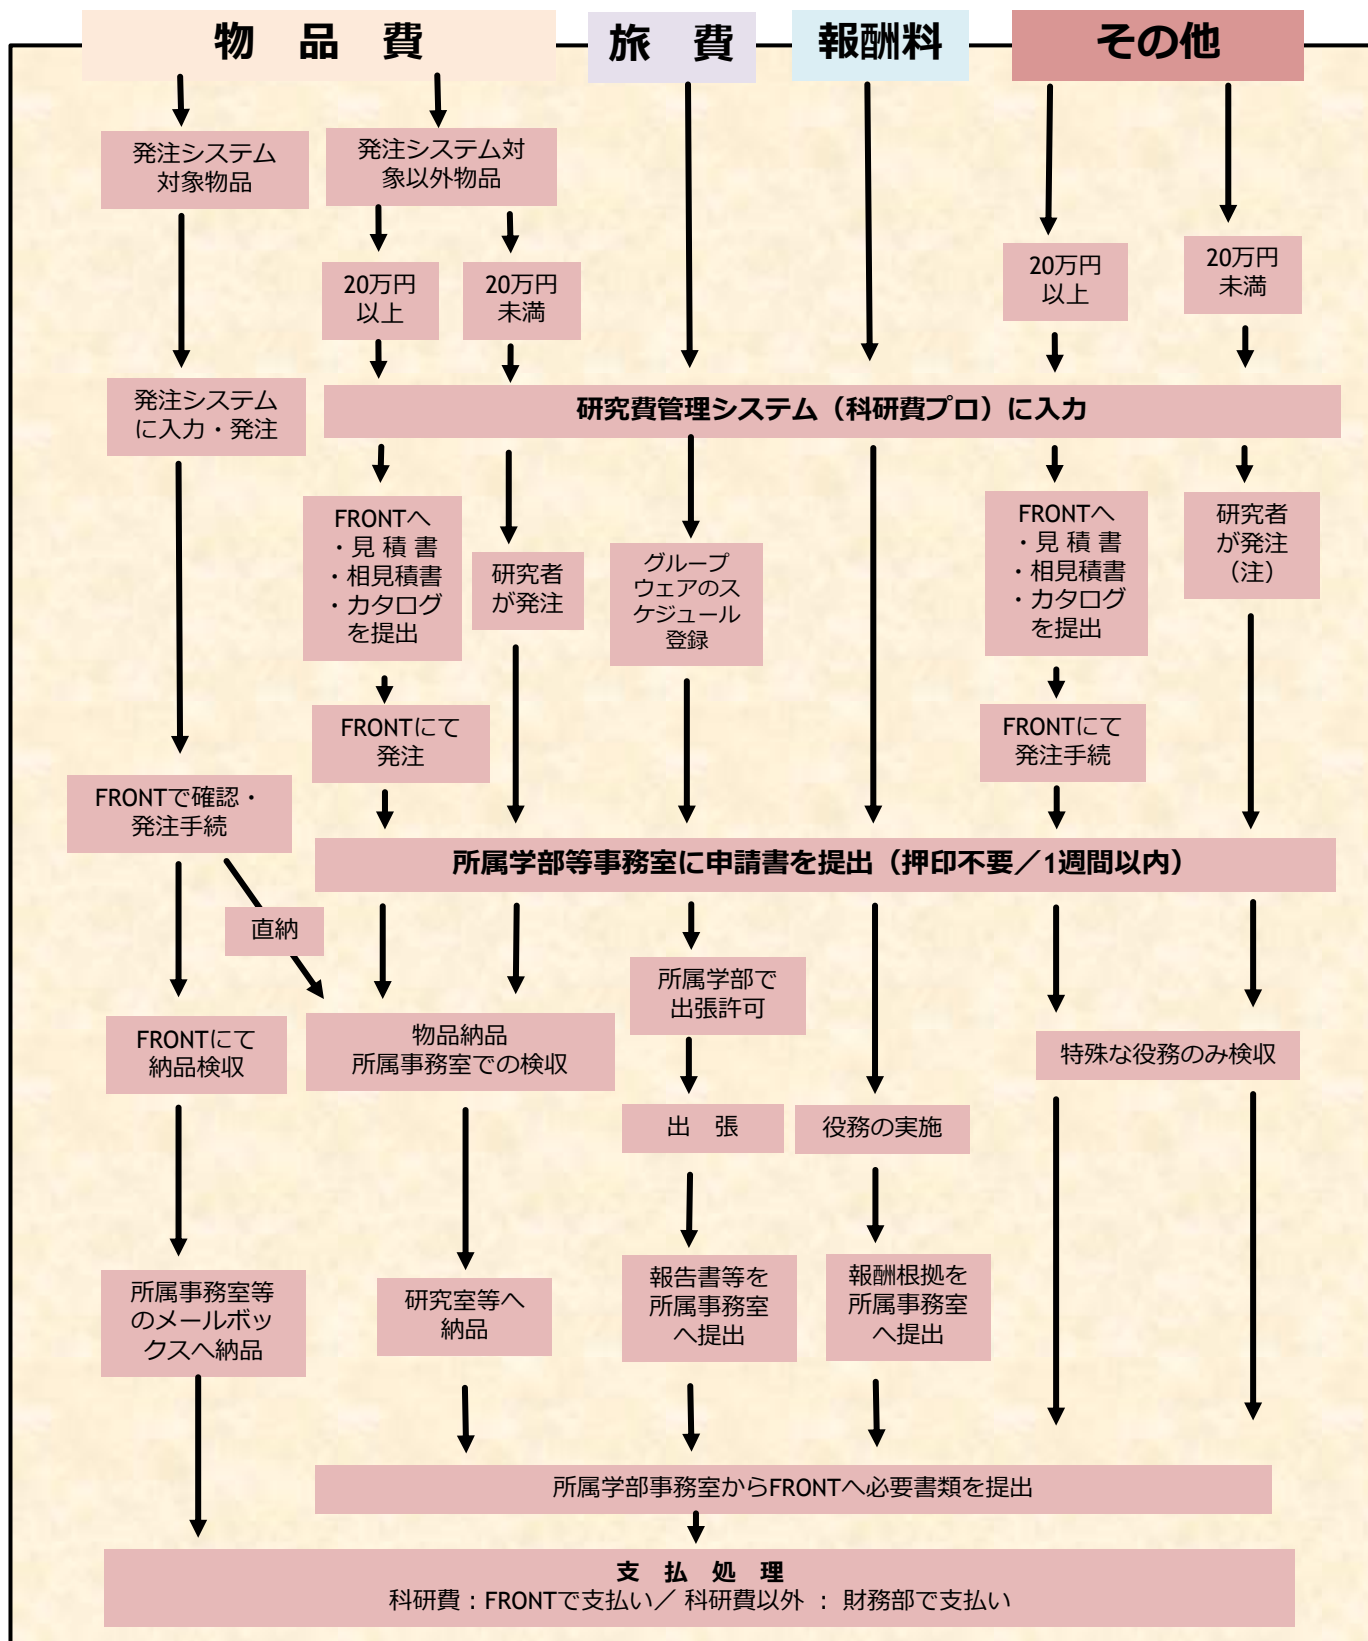 物　品　費
旅　費
報酬料
その他
発注システム
対象物品
発注システム対
象以外物品
20万円
以上
20万円
未満
20万円
以上
20万円
未満
発注システム
に入力・発注
研究費管理システム（科研費プロ）に入力
FRONTへ
・見 積 書
・相見積書
・カタログ
を提出
研究者
が発注
グループ
ウェアのス
ケジュール
登録
FRONTへ
・見 積 書
・相見積書
・カタログ
を提出
研究者
が発注
（注）
FRONTにて
発注
FRONTにて
発注手続
FRONTで確認・
発注手続
所属学部等事務室に申請書を提出（押印不要／1週間以内）
直納
所属学部で
出張許可
FRONTにて
納品検収
物品納品
所属事務室での検収
特殊な役務のみ検収
出　張
役務の実施
所属事務室等
のメールボッ
クスへ納品
研究室等へ
納品
報告書等を
所属事務室
へ提出
報酬根拠を
所属事務室
へ提出
所属学部事務室からFRONTへ必要書類を提出
支　払　処　理
科研費：FRONTで支払い／ 科研費以外 ： 財務部で支払い